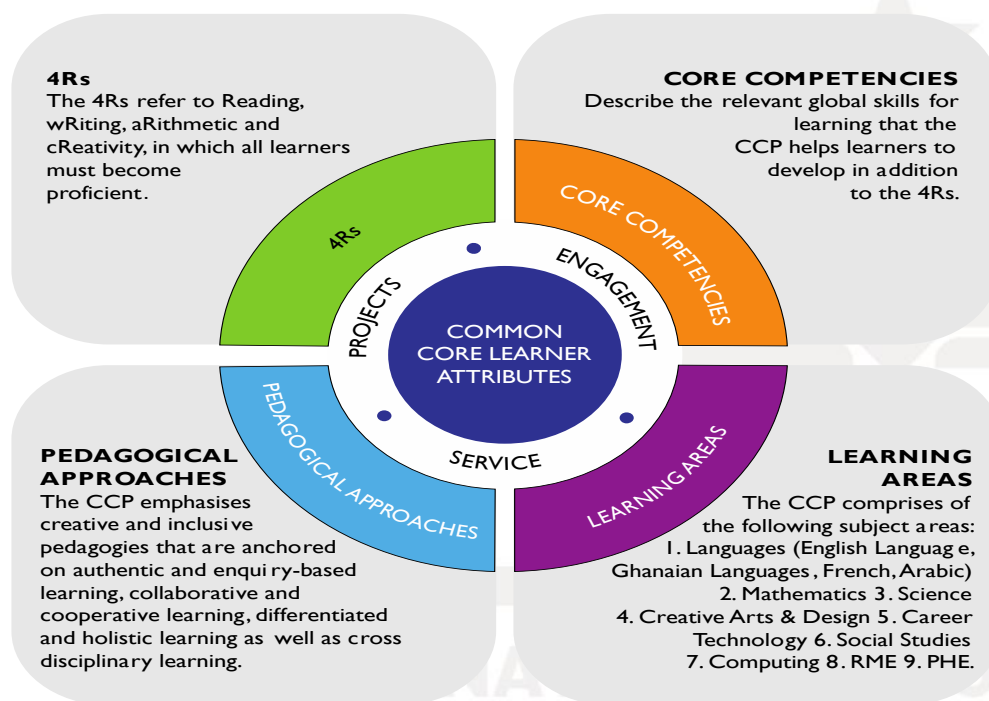 4Rs
The 4Rs refer to Reading,
wRiting, aRithmetic and
cReativity, in which all learners
must become
proficient.
CORE COMPETENCIES
Describe the relevant global skills for
learning that the
CCP helps learners to
develop in addition
to the 4Rs.
4Rs
CORE COMPETENCIES
PROJECTS
ENGAGEMENT
COMMON
CORE LEARNER
ATTRIBUTES
SERVICE
PEDAGOGICAL APPROACHES
LEARNING AREAS
PEDAGOGICAL
APPROACHES
The CCP emphasises
creative and inclusive
pedagogies that are anchored
on authentic and enquiry-based
learning, collaborative and
cooperative learning, differentiated
and holistic learning as well as cross
disciplinary learning.
LEARNING
AREAS
The CCP comprises of
the following subject areas:
1. Languages (English Language,
Ghanaian Languages, French, Arabic)
2. Mathematics 3. Science
4. Creative Arts & Design 5. Career
Technology 6. Social Studies
7. Computing 8. RME 9. PHE.